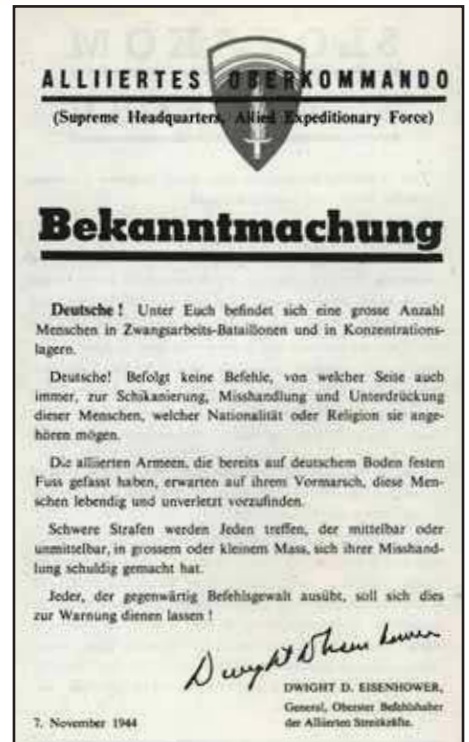 ALLIIERTES OBERKOMMANDO
(Supreme Headquarters, Allied Expeditionary Force)
Bekanntmachung
Deutsche! Unter Euch befindet sich eine grosse Anzahl
Menschen in Zwangsarbeits-Bataillonen und in Konzentrations-
lagern.
Deutsche! Befolgt keine Befehle, von welcher Seite auch
immer, zur Schikanierung, Misshandlung und Unterdrückung
dieser Menschen, welcher Nationalität oder Religion sie ange-
hören mögen.
Die alliierten Armeen, die bereits auf deutschem Boden festen
Fuss gefasst haben, erwarten auf ihrem Vormarsch, diese Men-
schen lebendig und unverletzt vorzufinden.
Schwere Strafen werden Jeden treffen, der mittelbar oder
unmittelbar, in grossem oder kleinem Mass, sich ihrer Misshand-
lung schuldig gemacht hat.
Jeder, der gegenwärtig Befehlsgewalt ausübt, soll sich dies
zur Warnung dienen lassen!
Dwight D Eisenhower
DWIGHT D. EISENHOWER,
General, Oberster Befehlshaber
der Alliierten Streitkräfte.
7. November 1944